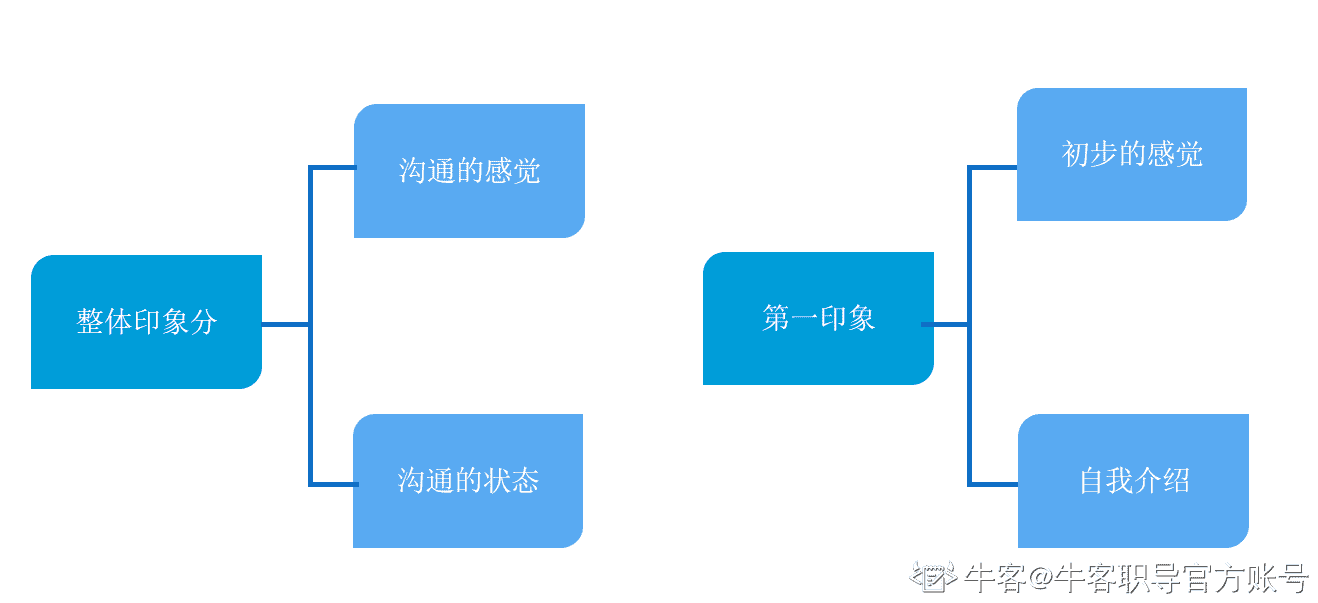 整体印象分
沟通的感觉
沟通的状态
第一印象
初步的感觉
自我介绍
牛客@牛客职导官方账号